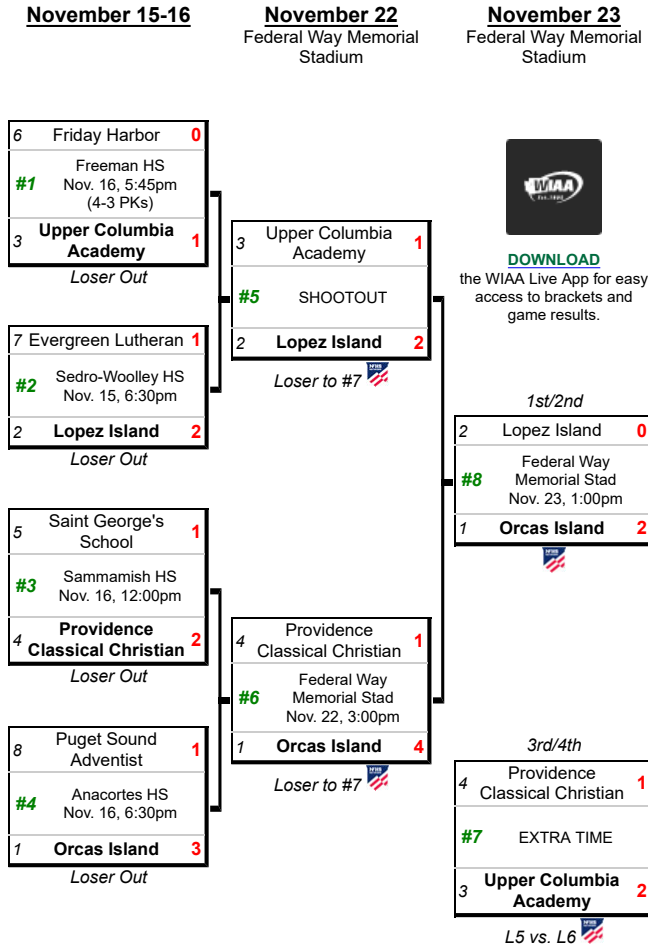 November 15-16
November 22
Federal Way Memorial
Stadium
November 23
Federal Way Memorial
Stadium
6 Friday Harbor 0
#1
Freeman HS
Nov. 16, 5:45pm
(4-3 PKs)
3 Upper Columbia
Academy 1
Loser Out
7 Evergreen Lutheran 1
#2
Sedro-Woolley HS
Nov. 15, 6:30pm
2 Lopez Island 2
Loser Out
5 Saint George's
School 1
#3
Sammamish HS
Nov. 16, 12:00pm
4 Providence
Classical Christian 2
Loser Out
8 Puget Sound
Adventist 1
#4
Anacortes HS
Nov. 16, 6:30pm
1 Orcas Island 3
Loser Out
3 Upper Columbia
Academy 1
#5 SHOOTOUT
2 Lopez Island 2
Loser to #7
NFHS
4 Providence
Classical Christian 1
#6
Federal Way
Memorial Stad
Nov. 22, 3:00pm
1 Orcas Island 4
Loser to #7
NFHS
WIAA
DOWNLOAD
the WIAA Live App for easy
access to brackets and
game results.
1st/2nd
2 Lopez Island 0
#8
Federal Way
Memorial Stad
Nov. 23, 1:00pm
1 Orcas Island 2
NFHS
3rd/4th
4 Providence
Classical Christian 1
#7 EXTRA TIME
3 Upper Columbia
Academy 2
L5 vs. L6
NFHS